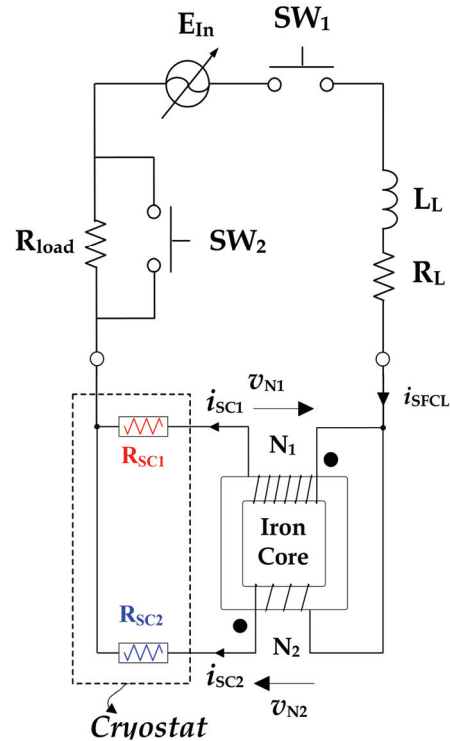 E_In
SW_1
R_load
SW_2
L_L
R_L
i_SC1
v_N1
i_SFCL
R_SC1
N_1
Iron
Core
R_SC2
N_2
i_SC2
v_N2
Cryostat